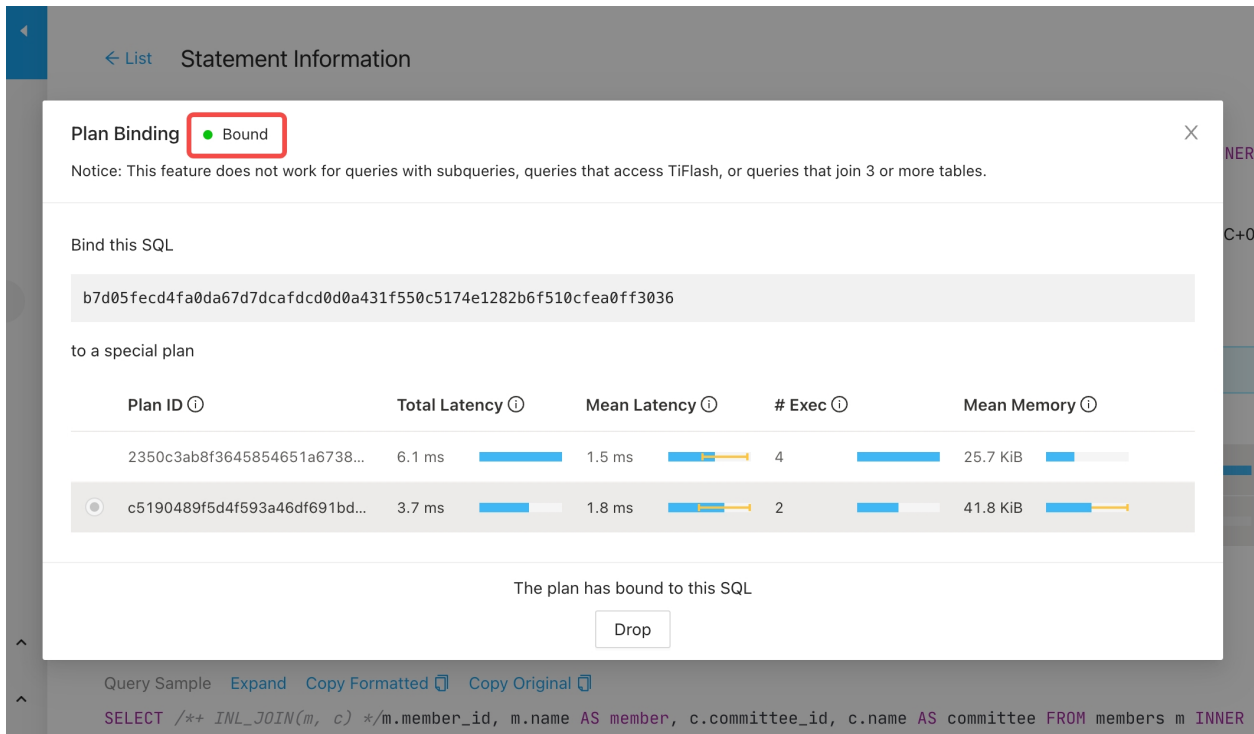 List Statement Information
Plan Binding Bound
Notice: This feature does not work for queries with subqueries, queries that access TiFlash, or queries that join 3 or more tables.
NER
Bind this SQL
C+0
b7d05fecd4fa0da67d7dcafdcd0d0a431f550c5174e1282b6f510cfea0ff3036
to a special plan
Plan ID Total Latency Mean Latency # Exec Mean Memory
2350c3ab8f3645854651a6738... 6.1 ms 1.5 ms 4 25.7 KiB
c5190489f5d4f593a46df691bd... 3.7 ms 1.8 ms 2 41.8 KiB
The plan has bound to this SQL
Drop
Query Sample Expand Copy Formatted Copy Original
SELECT /*+ INL_JOIN(m, c) */m.member_id, m.name AS member, c.committee_id, c.name AS committee FROM members m INNER